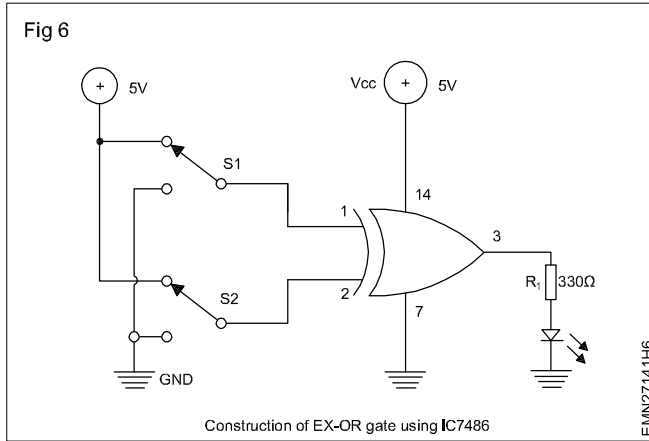 Fig 6
5V
Vcc
5V
S1
14
1
3
2
S2
7
R1 330Ω
GND
Construction of EX-OR gate using IC7486
EMN27141H6